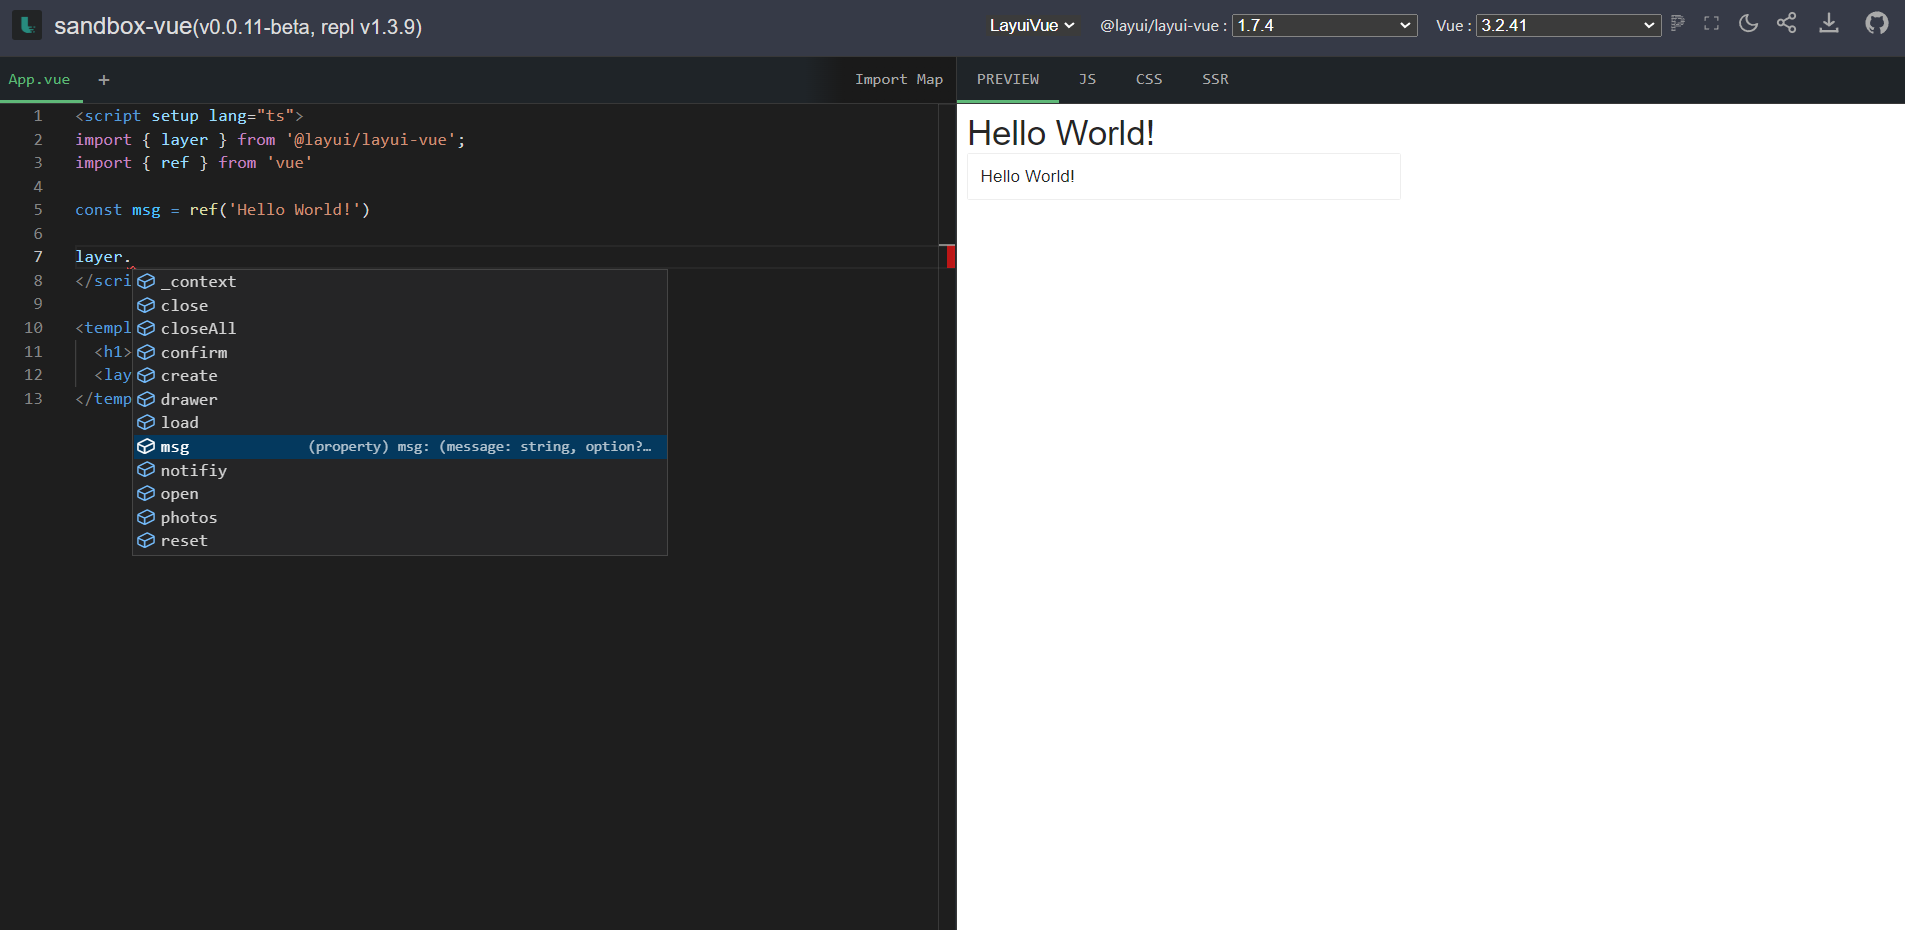 sandbox-vue(v0.0.11-beta, repl v1.3.9)
LayuiVue
@layui/layui-vue : 1.7.4
Vue : 3.2.41
App.vue +
Import Map
PREVIEW JS CSS SSR
1 <script setup lang="ts">
2 import { layer } from '@layui/layui-vue';
3 import { ref } from 'vue'
4
5 const msg = ref('Hello World!')
6
7 layer.
8 </scri
9
10 <templ
11 <h1>
12 <lay
13 </temp
_context
close
closeAll
confirm
create
drawer
load
msg (property) msg: (message: string, option?…
notifiy
open
photos
reset
Hello World!
Hello World!